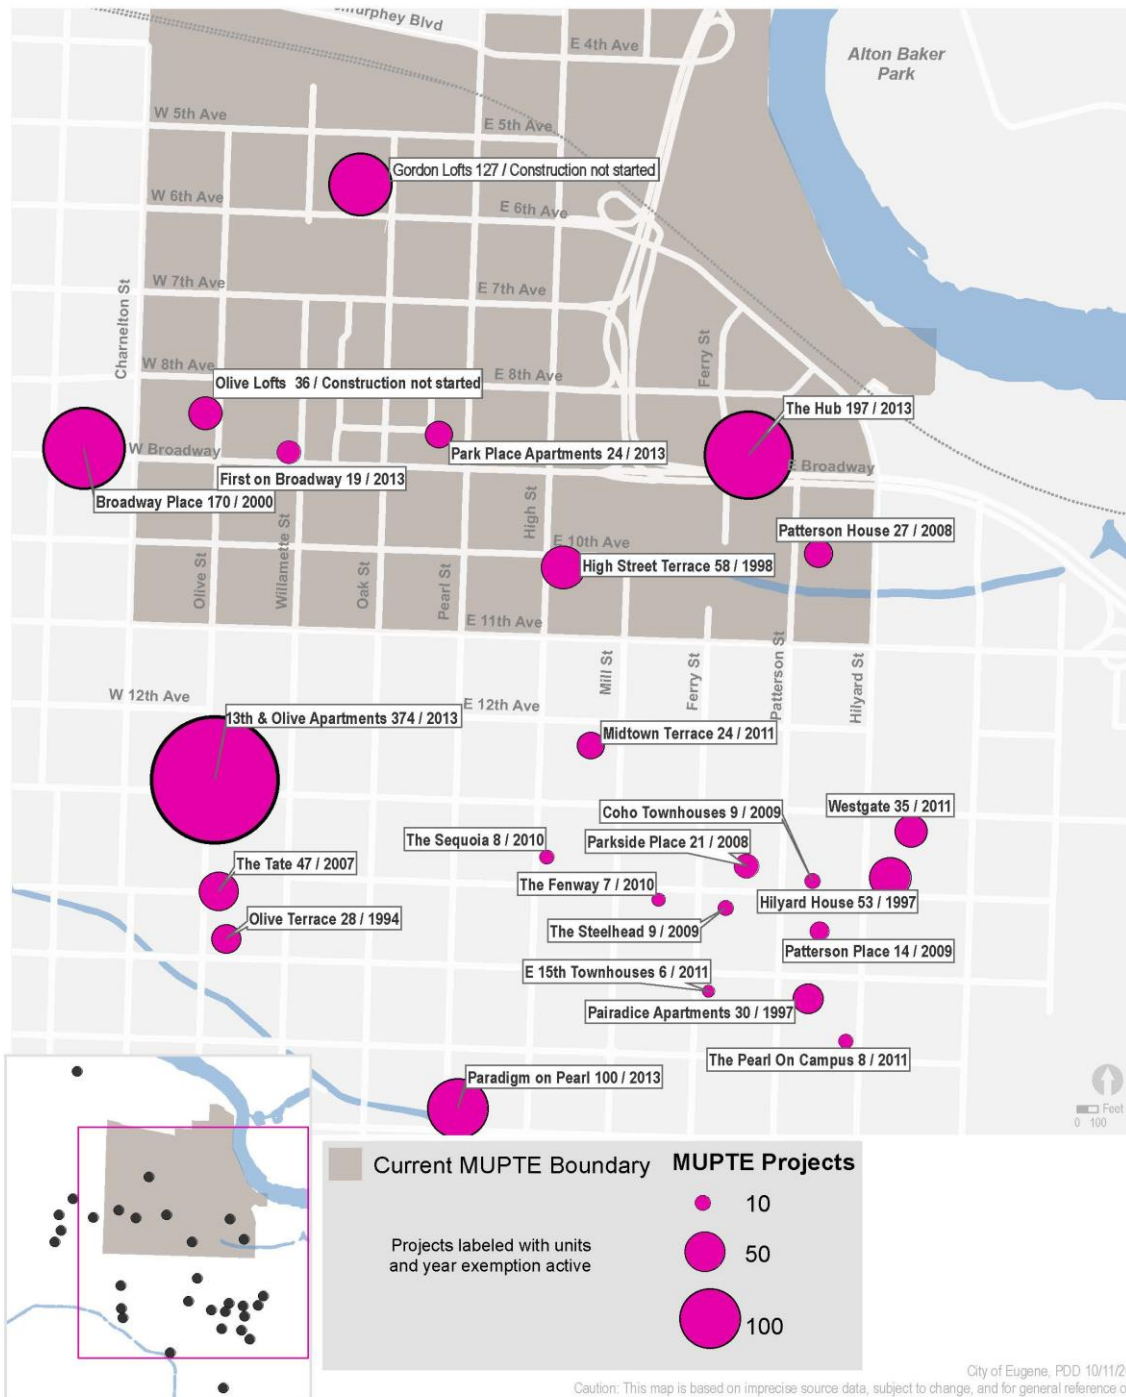 Murphey Blvd
E 4th Ave
Alton Baker
Park
W 5th Ave
E 5th Ave
Gordon Lofts 127 / Construction not started
W 6th Ave
E 6th Ave
W 7th Ave
E 7th Ave
Charnelton St
Ferry St
W 8th Ave
E 8th Ave
Olive Lofts 36 / Construction not started
The Hub 197 / 2013
W Broadway
Park Place Apartments 24 / 2013
E Broadway
First on Broadway 19 / 2013
Broadway Place 170 / 2000
High St
Patterson House 27 / 2008
E 10th Ave
High Street Terrace 58 / 1998
Olive St
Willamette St
Oak St
Pearl St
E 11th Ave
Mill St
Ferry St
Patterson St
Hilyard St
W 12th Ave
E 12th Ave
13th & Olive Apartments 374 / 2013
Midtown Terrace 24 / 2011
Coho Townhouses 9 / 2009
Westgate 35 / 2011
The Sequoia 8 / 2010
Parkside Place 21 / 2008
The Tate 47 / 2007
The Fenway 7 / 2010
Hilyard House 53 / 1997
Olive Terrace 28 / 1994
The Steelhead 9 / 2009
Patterson Place 14 / 2009
E 15th Townhouses 6 / 2011
Pairadice Apartments 30 / 1997
The Pearl On Campus 8 / 2011
Paradigm on Pearl 100 / 2013
Feet
0 100
Current MUPTE Boundary
MUPTE Projects
10
Projects labeled with units
and year exemption active
50
100
City of Eugene, PDD 10/11/2
Caution: This map is based on imprecise source data, subject to change, and for general reference